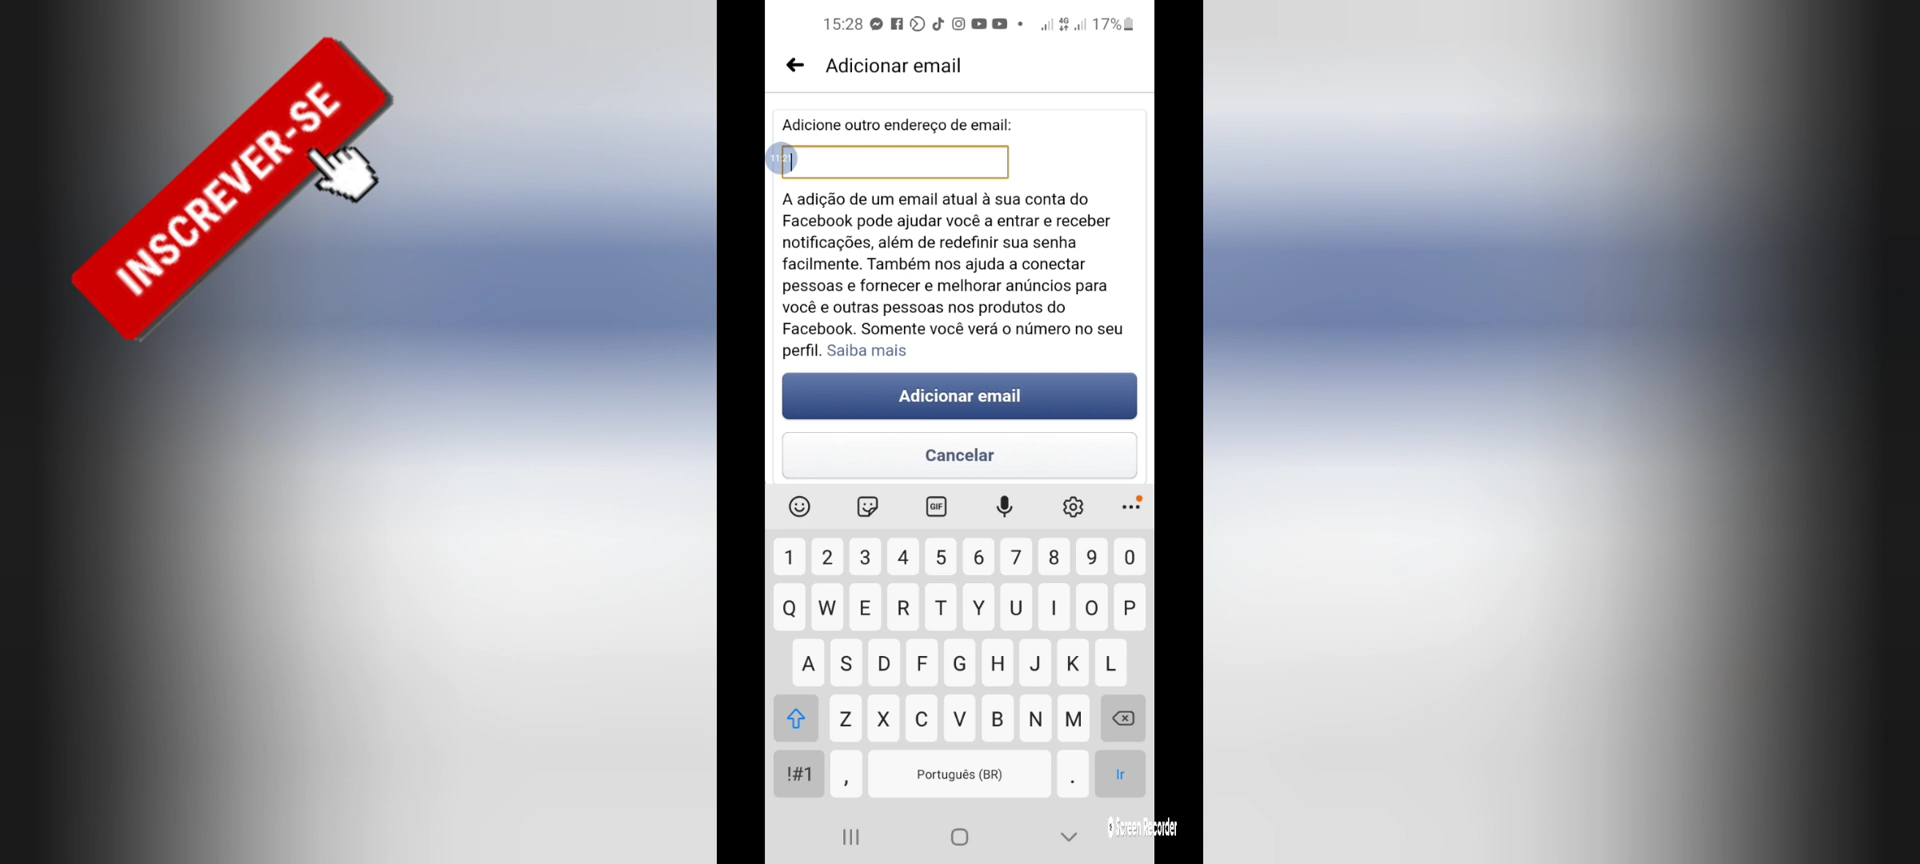 INSCREVER-SE
15:28
4G
17%
Adicionar email
Adicione outro endereço de email:
11:21
A adição de um email atual à sua conta do
Facebook pode ajudar você a entrar e receber
notificações, além de redefinir sua senha
facilmente. Também nos ajuda a conectar
pessoas e fornecer e melhorar anúncios para
você e outras pessoas nos produtos do
Facebook. Somente você verá o número no seu
perfil. Saiba mais
Adicionar email
Cancelar
GIF
1 2 3 4 5 6 7 8 9 0
Q W E R T Y U I O P
A S D F G H J K L
Z X C V B N M
!#1 , Português (BR) . Ir
Screen Recorder